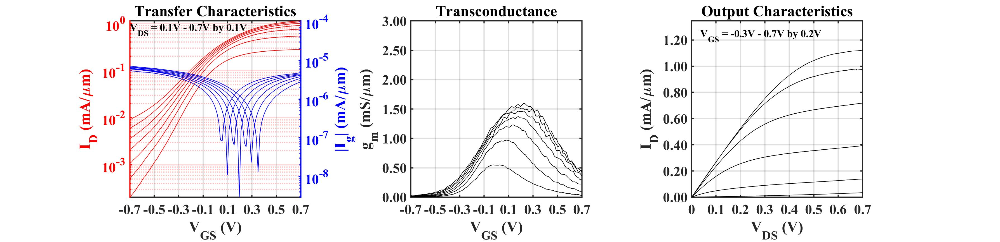 Transfer Characteristics
V_DS = 0.1V - 0.7V by 0.1V
I_D (mA/μm)
10^0
10^-1
10^-2
10^-3
|I_g| (mA/μm)
10^-4
10^-5
10^-6
10^-7
10^-8
-0.7 -0.5 -0.3 -0.1 0.1 0.3 0.5 0.7
V_GS (V)
Transconductance
g_m (mS/μm)
3.00
2.50
2.00
1.50
1.00
0.50
0.00
-0.7 -0.5 -0.3 -0.1 0.1 0.3 0.5 0.7
V_GS (V)
Output Characteristics
V_GS = -0.3V - 0.7V by 0.2V
I_D (mA/μm)
1.20
1.00
0.80
0.60
0.40
0.20
0.00
0 0.1 0.2 0.3 0.4 0.5 0.6 0.7
V_DS (V)